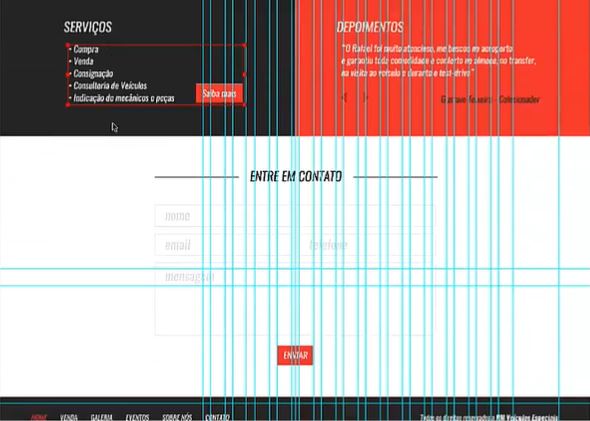 SERVIÇOS
• Compra
• Venda
• Consignação
• Consultoria de Veículos
• Indicação de mecânicos e peças
Saiba mais
DEPOIMENTOS
"O Rafael foi muito atencioso, me buscou no aeroporto
e garantiu toda comodidade e conforto no almoço, no transfer,
na visita ao veículo e durante o test-drive"
Gustavo Teixeira - Colecionador
ENTRE EM CONTATO
nome
email
telefone
mensagem
ENVIAR
HOME VENDA GALERIA EVENTOS SOBRE NÓS CONTATO
Todos os direitos reservados a RM Veículos Especiais